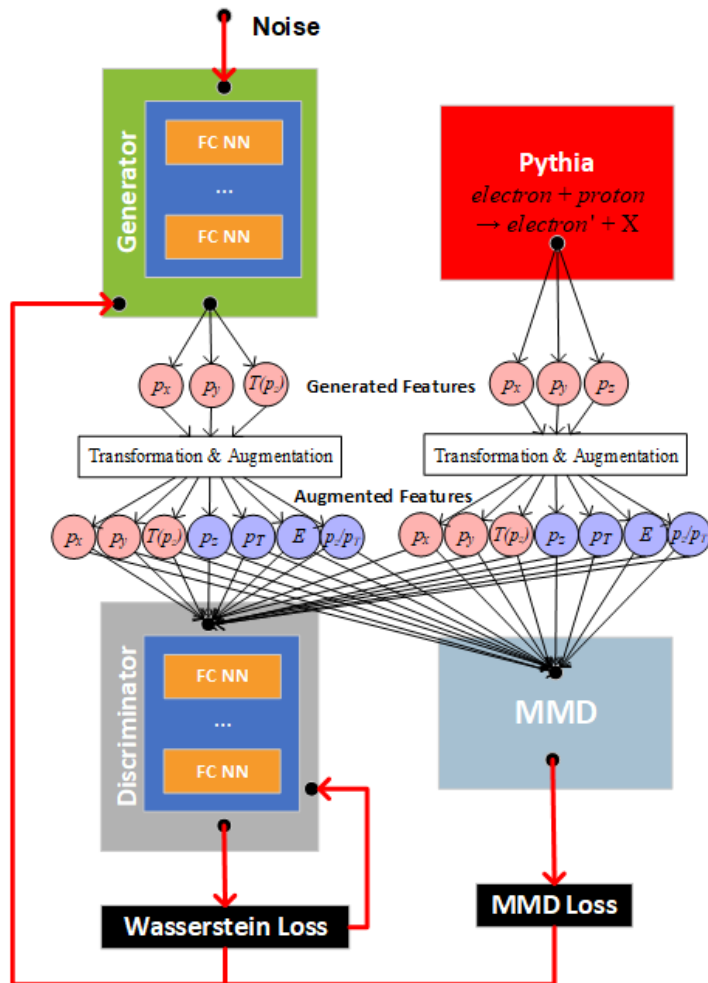 Noise
Generator
FC NN
...
FC NN
Pythia
electron + proton
→ electron' + X
px py T(pz)
Generated Features
px py pz
Transformation & Augmentation
Transformation & Augmentation
Augmented Features
px py T(pz) pz pT E pz/pT
px py T(pz) pz pT E pz/pT
Discriminator
FC NN
...
FC NN
MMD
Wasserstein Loss
MMD Loss